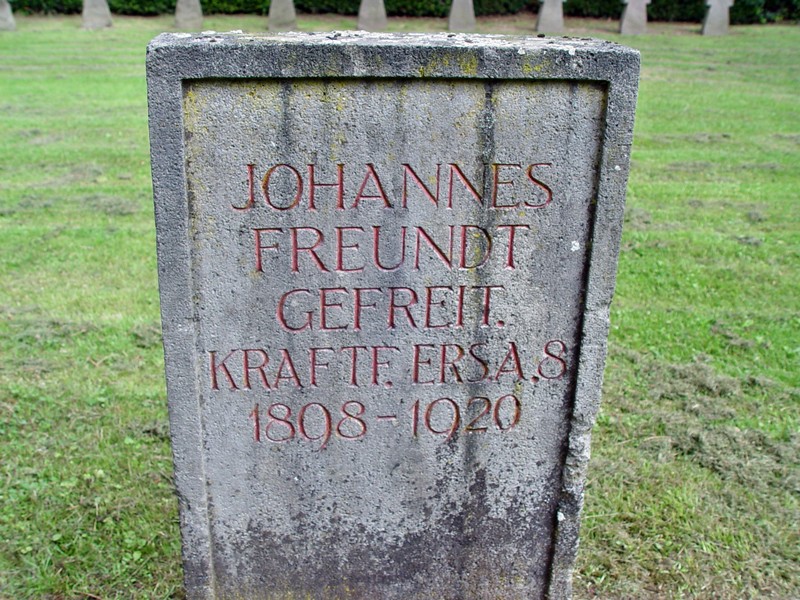 JOHANNES
FREUNDT
GEFREIT.
KRAFTF. ERS.A.8
1898-1920